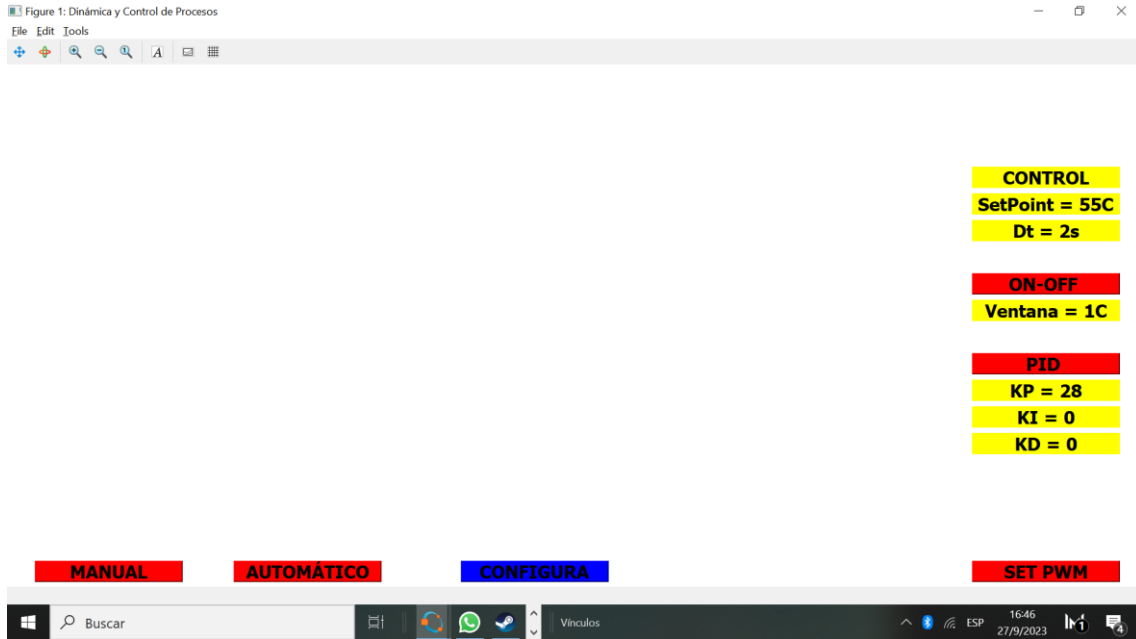 Figure 1: Dinámica y Control de Procesos
File Edit Tools
A
CONTROL
SetPoint = 55C
Dt = 2s
ON-OFF
Ventana = 1C
PID
KP = 28
KI = 0
KD = 0
MANUAL AUTOMÁTICO CONFIGURA SET PWM
Buscar Vínculos ESP 16:46
27/9/2023 1 4